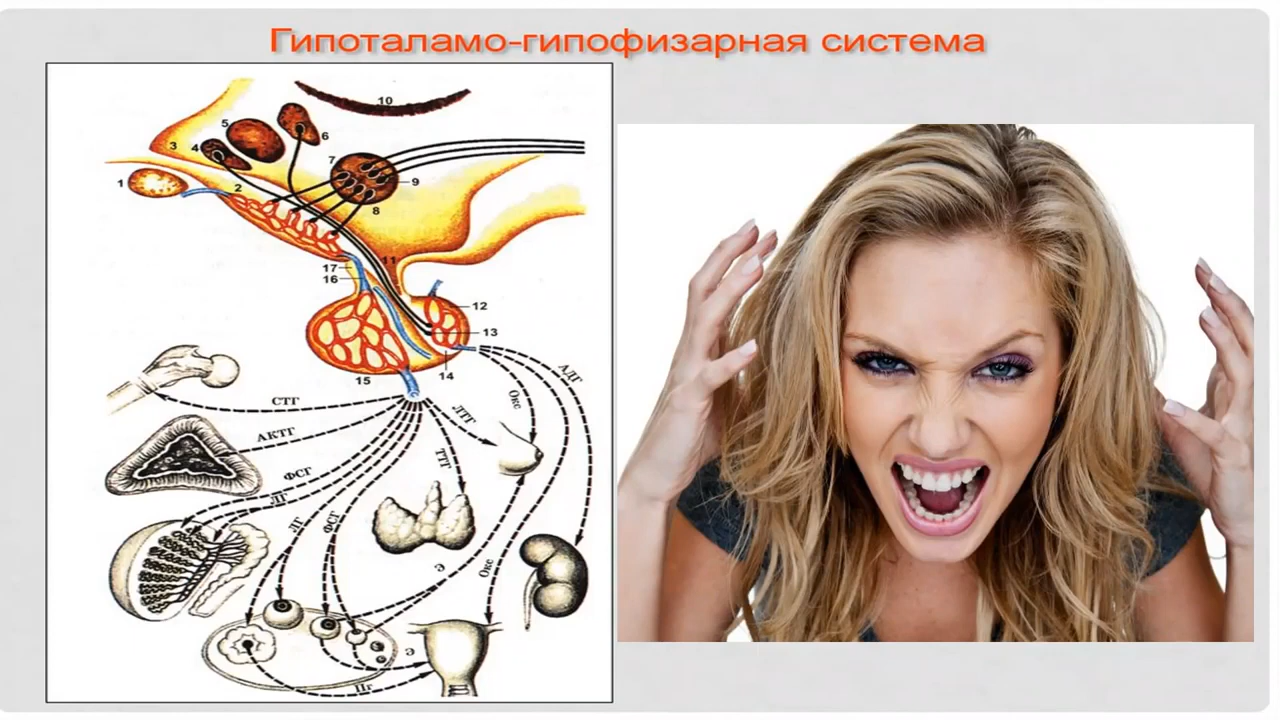 Гипоталамо-гипофизарная система
10
5
6
3
4
7
1
2
9
8
11
17
16
12
13
15
14
АДГ
СТГ
Окс
ЛТГ
АКТГ
ТТГ
ФСГ
ЛГ
ЛГ
ФСГ
Э
Окс
Э
Пг